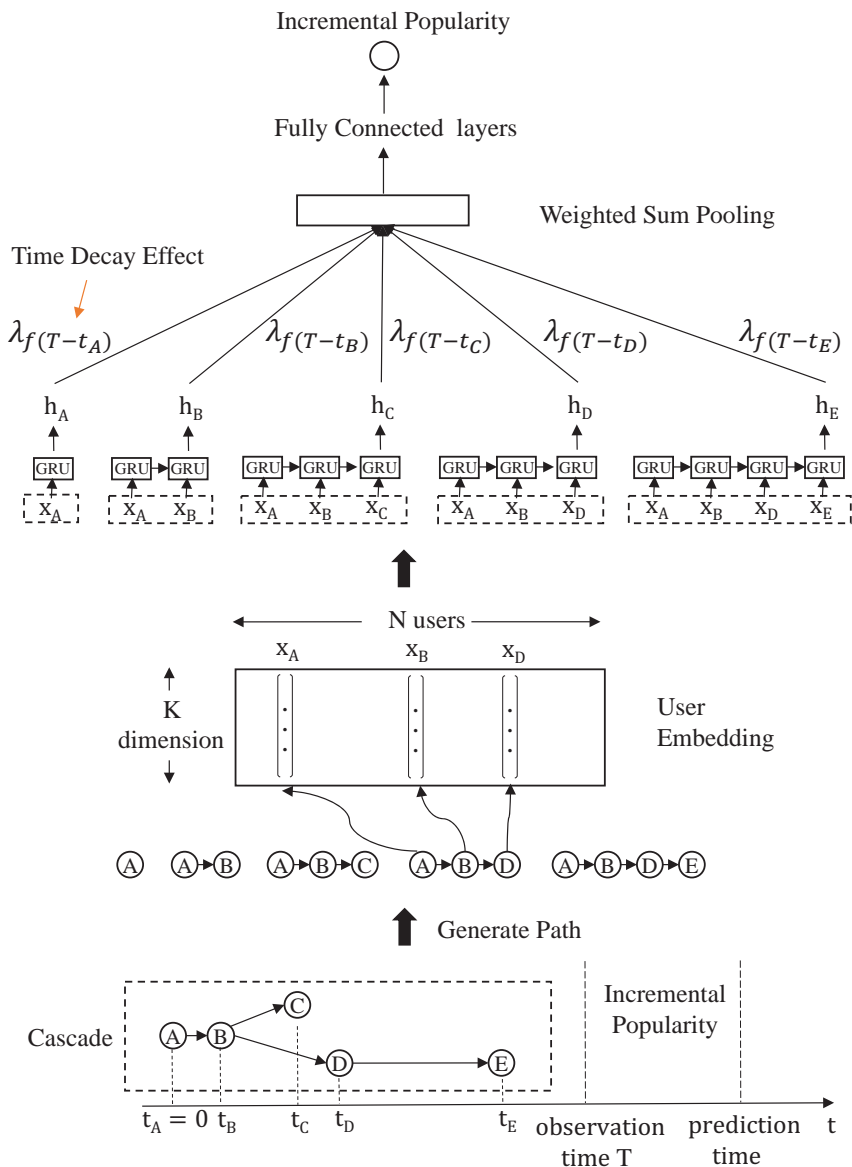 Incremental Popularity
Fully Connected layers
Weighted Sum Pooling
Time Decay Effect
λf(T−tA) λf(T−tB) λf(T−tC) λf(T−tD) λf(T−tE)
hA hB hC hD hE
GRU GRU GRU GRU GRU GRU GRU GRU GRU GRU GRU GRU GRU
xA xA xB xA xB xC xA xB xD xA xB xD xE
N users
xA xB xD
K
dimension
User
Embedding
A A B A B C A B D A B D E
Generate Path
Cascade
A B C D E
Incremental
Popularity
tA = 0 tB tC tD tE
observation
time T
prediction
time
t